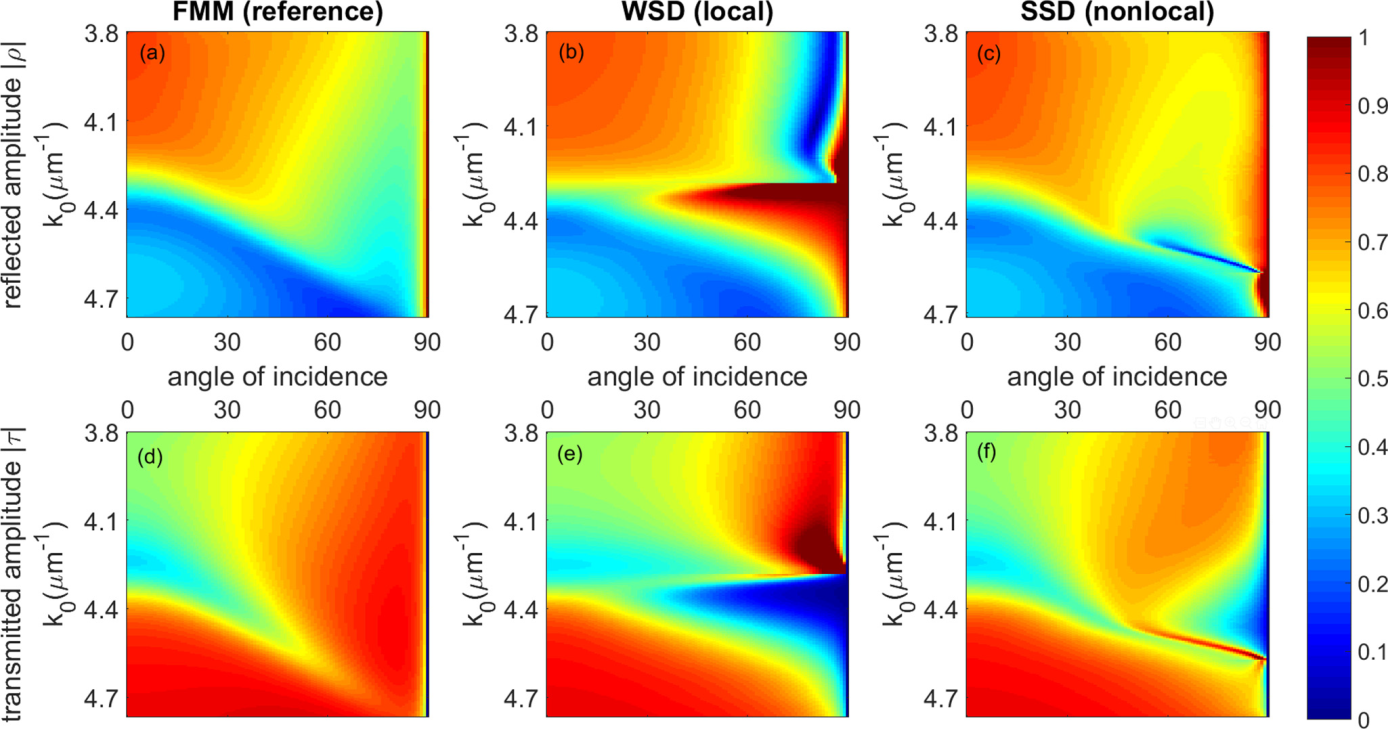 FMM (reference) WSD (local) SSD (nonlocal)
reflected amplitude |ρ|
k0(μm-1) k0(μm-1) k0(μm-1)
(a) (b) (c)
3.8 3.8 3.8 1
4.1 4.1 4.1 0.9
4.4 4.4 4.4 0.8
4.7 4.7 4.7 0.7
0 30 60 90 0 30 60 90 0 30 60 90 0.6
angle of incidence angle of incidence angle of incidence
0 30 60 90 0 30 60 90 0 30 60 90 0.5
transmitted amplitude |τ|
k0(μm-1) k0(μm-1) k0(μm-1)
(d) (e) (f)
3.8 3.8 3.8 0.4
4.1 4.1 4.1 0.3
4.4 4.4 4.4 0.2
4.7 4.7 4.7 0.1
0